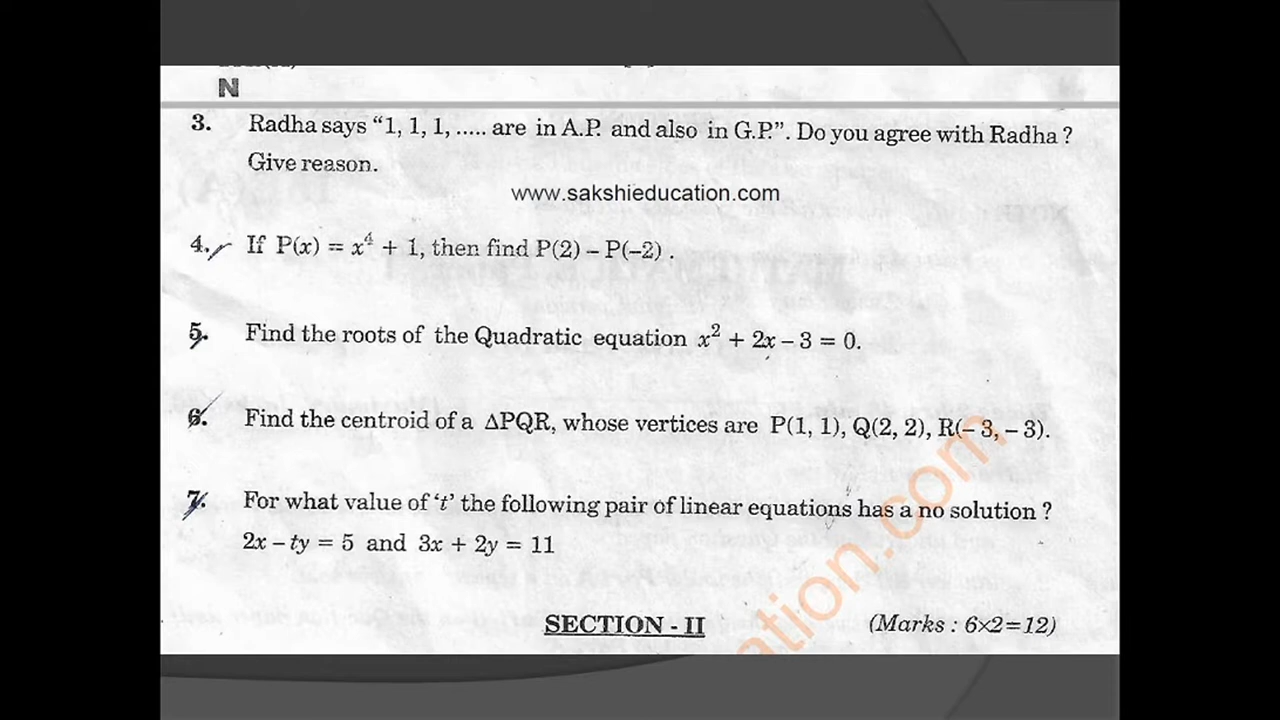 N
3. Radha says “1, 1, 1, ..... are in A.P. and also in G.P.”. Do you agree with Radha ?
Give reason.
www.sakshieducation.com
4. If P(x) = x⁴ + 1, then find P(2) – P(–2) .
5. Find the roots of the Quadratic equation x² + 2x – 3 = 0.
6. Find the centroid of a ΔPQR, whose vertices are P(1, 1), Q(2, 2), R(– 3, – 3).
7. For what value of ‘t’ the following pair of linear equations has a no solution ?
2x – ty = 5 and 3x + 2y = 11
ation.com
SECTION - II (Marks : 6×2=12)